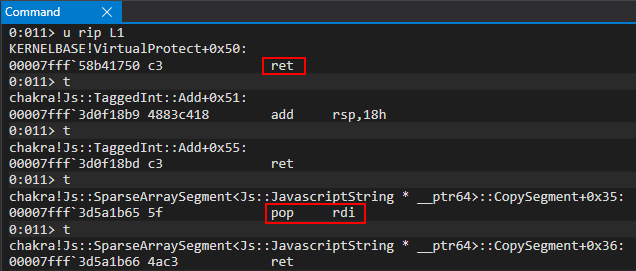 Command X
0:011> u rip L1
KERNELBASE!VirtualProtect+0x50:
00007fff`58b41750 c3 ret
0:011> t
chakra!Js::TaggedInt::Add+0x51:
00007fff`3d0f18b9 4883c418 add rsp,18h
0:011> t
chakra!Js::TaggedInt::Add+0x55:
00007fff`3d0f18bd c3 ret
0:011> t
chakra!Js::SparseArraySegment<Js::JavascriptString * __ptr64>::CopySegment+0x35:
00007fff`3d5a1b65 5f pop rdi
0:011> t
chakra!Js::SparseArraySegment<Js::JavascriptString * __ptr64>::CopySegment+0x36:
00007fff`3d5a1b66 4ac3 ret